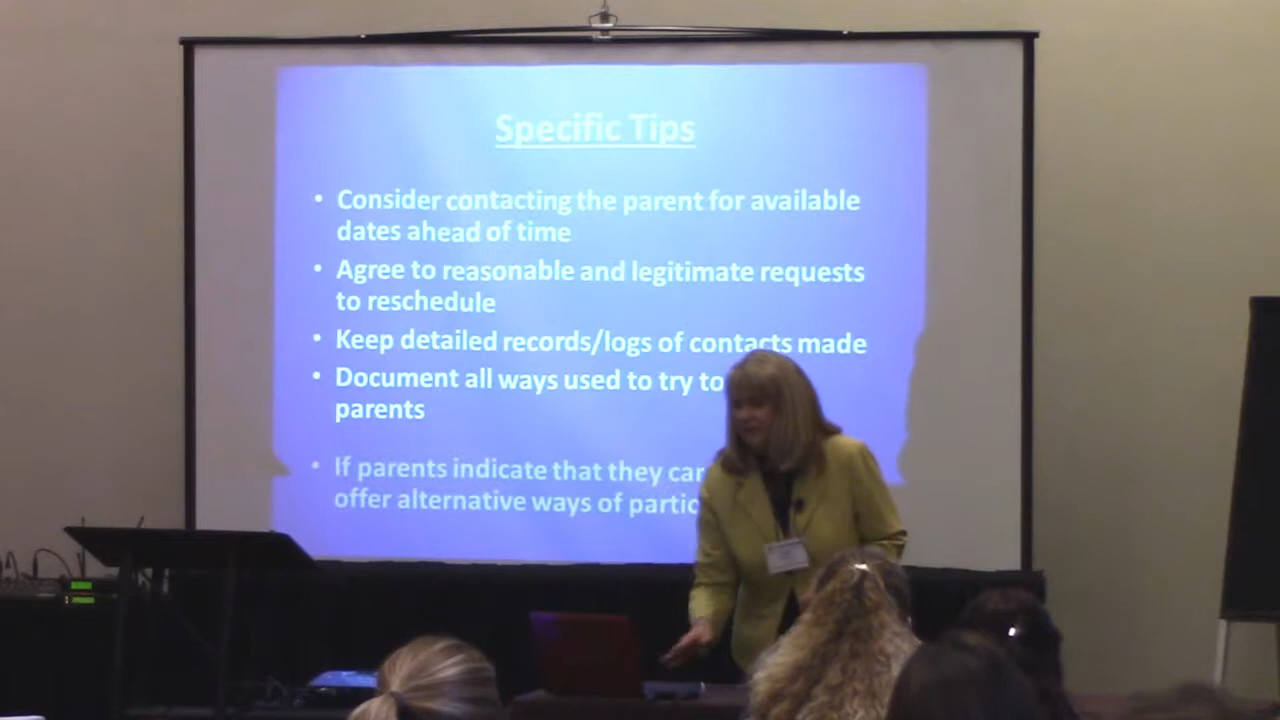 Specific Tips
• Consider contacting the parent for available
dates ahead of time
• Agree to reasonable and legitimate requests
to reschedule
• Keep detailed records/logs of contacts made
• Document all ways used to try to
parents
• If parents indicate that they
offer alternative ways of